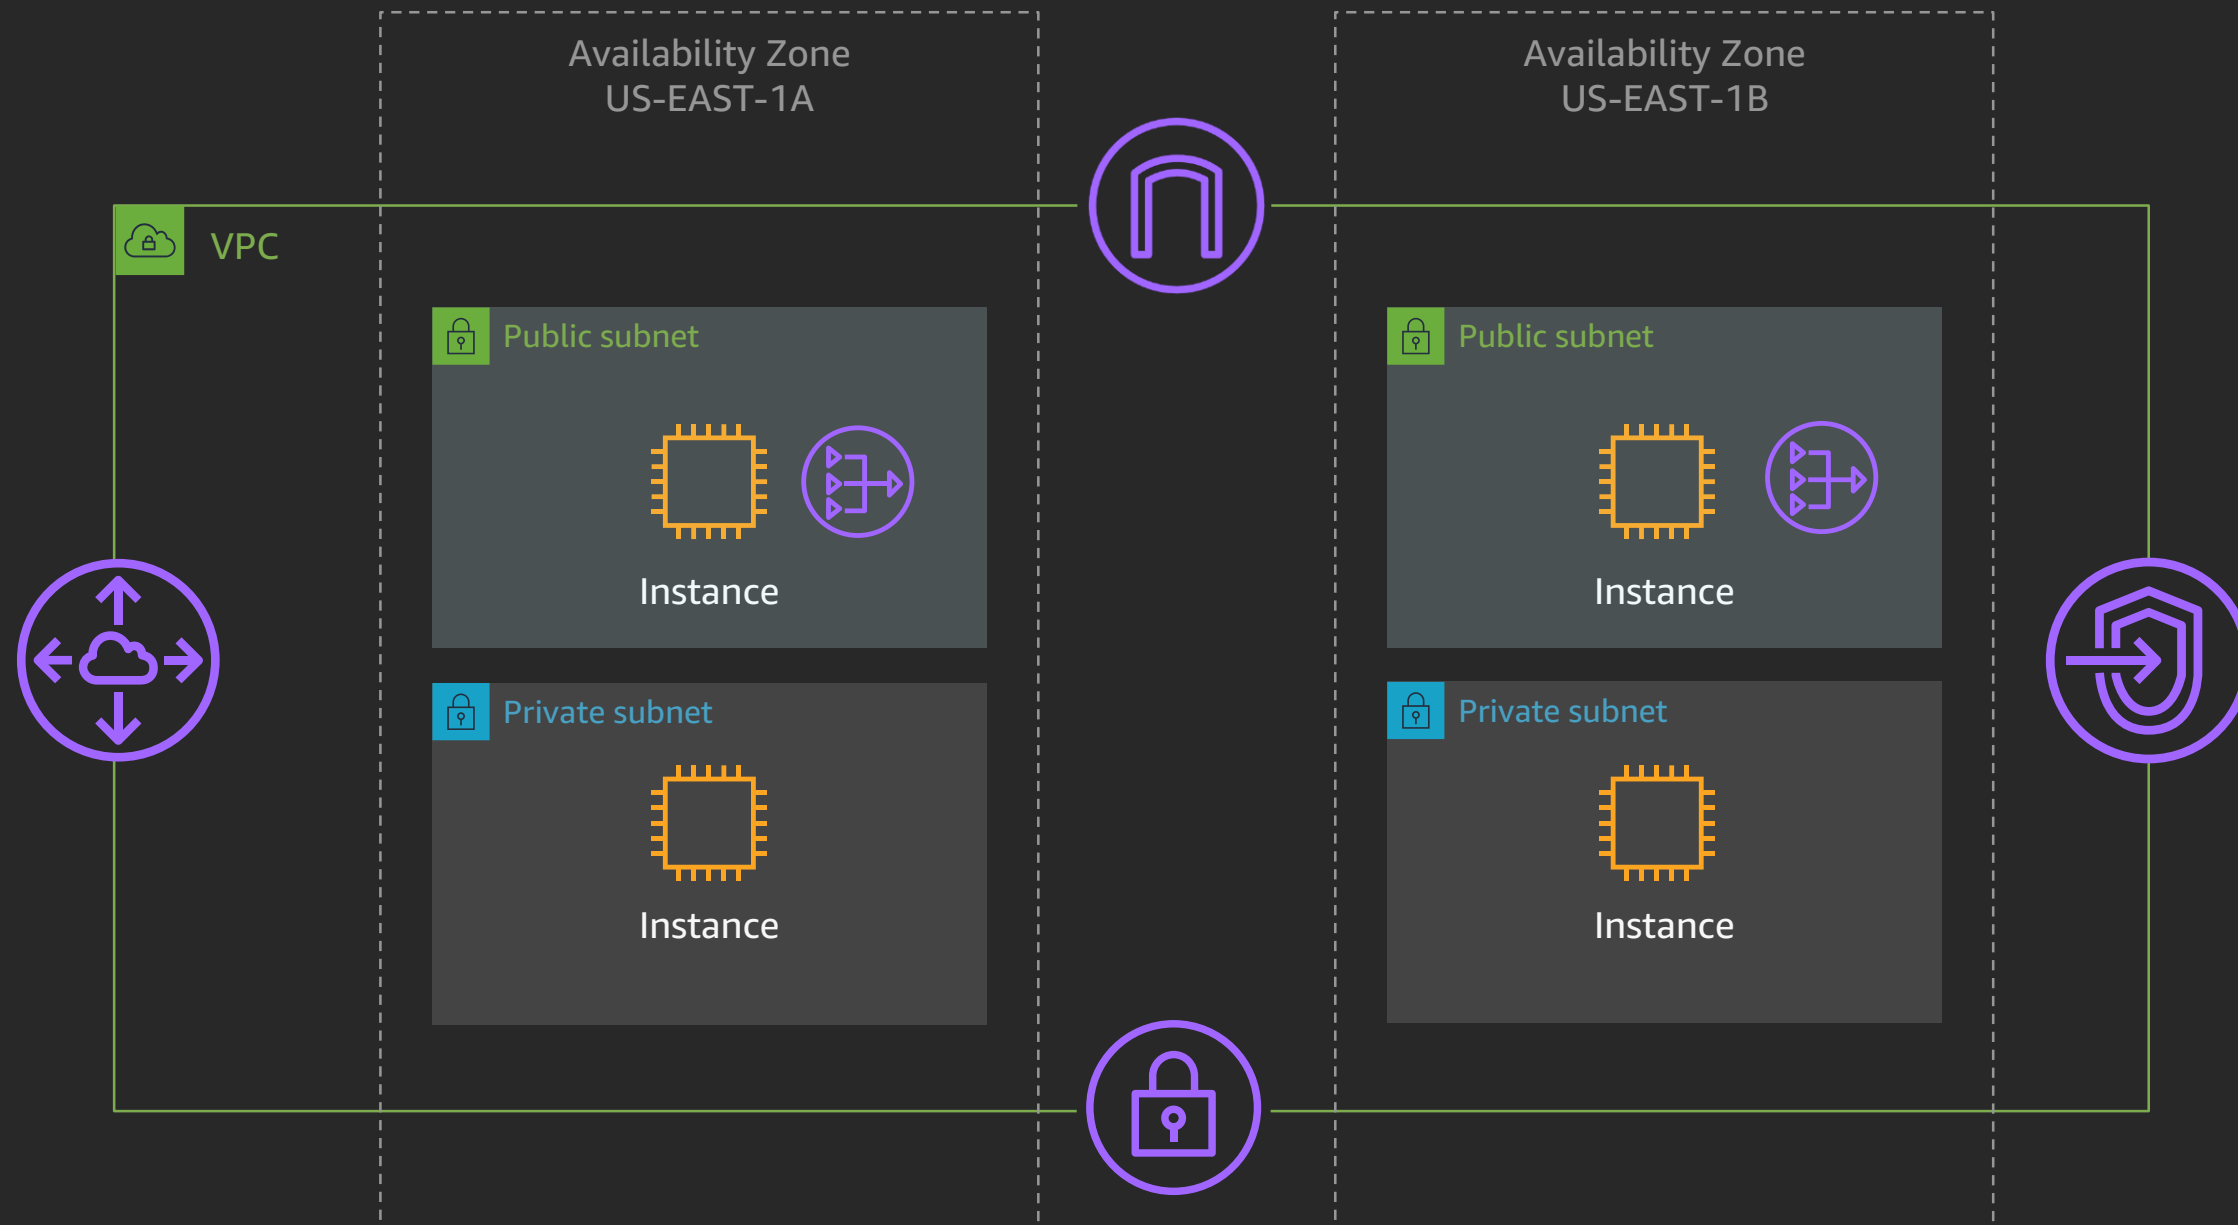 Availability Zone
US-EAST-1A
Availability Zone
US-EAST-1B
VPC
Public subnet
Public subnet
Instance
Instance
Private subnet
Private subnet
Instance
Instance